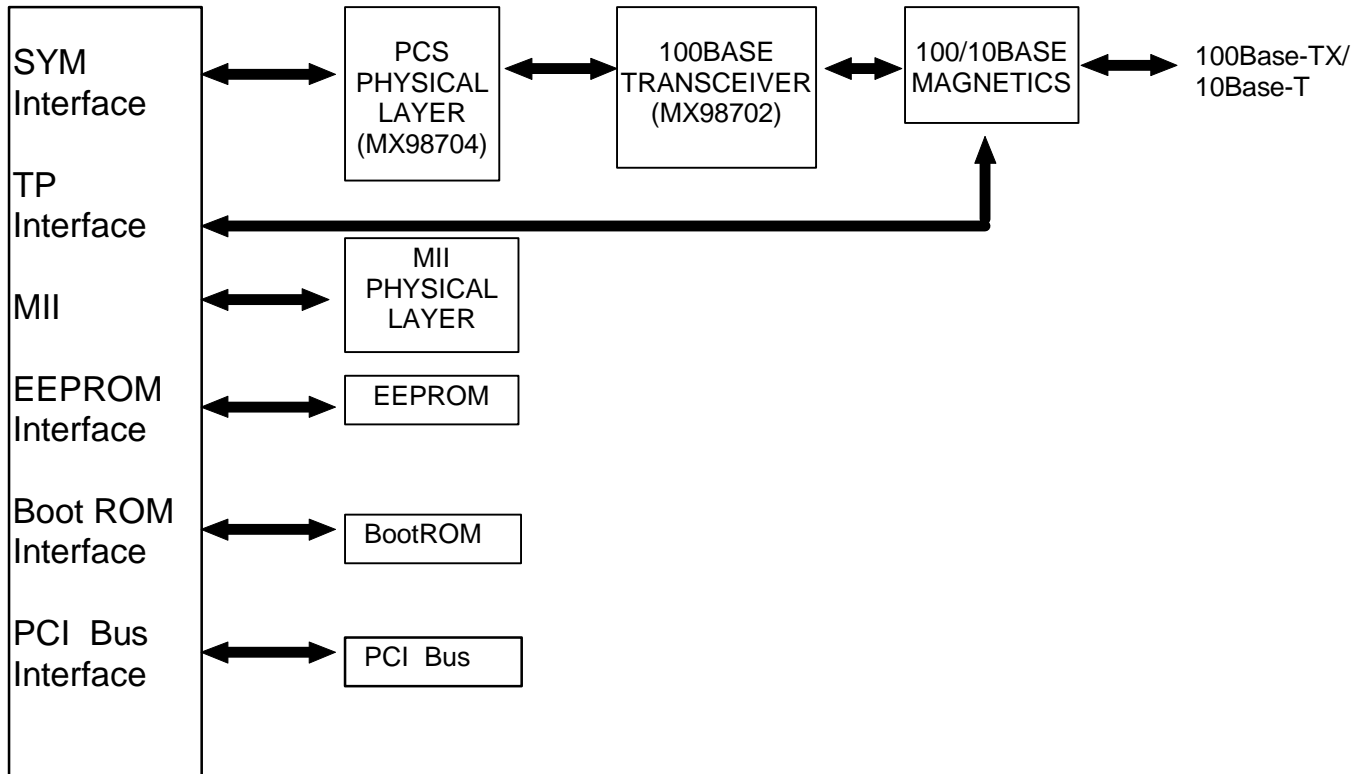 SYM
Interface
TP
Interface
MII
EEPROM
Interface
Boot ROM
Interface
PCI Bus
Interface
PCS
PHYSICAL
LAYER
(MX98704)
100BASE
TRANSCEIVER
(MX98702)
100/10BASE
MAGNETICS
100Base-TX/
10Base-T
MII
PHYSICAL
LAYER
EEPROM
BootROM
PCI Bus